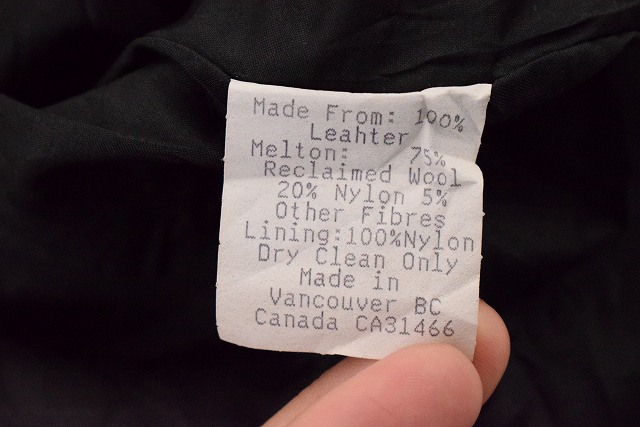 Made From: 100%
Leahter
Melton: 75%
Reclaimed Wool
20% Nylon 5%
Other Fibres
Lining:100%Nylon
Dry Clean Only
Made in
Vancouver BC
Canada CA31466